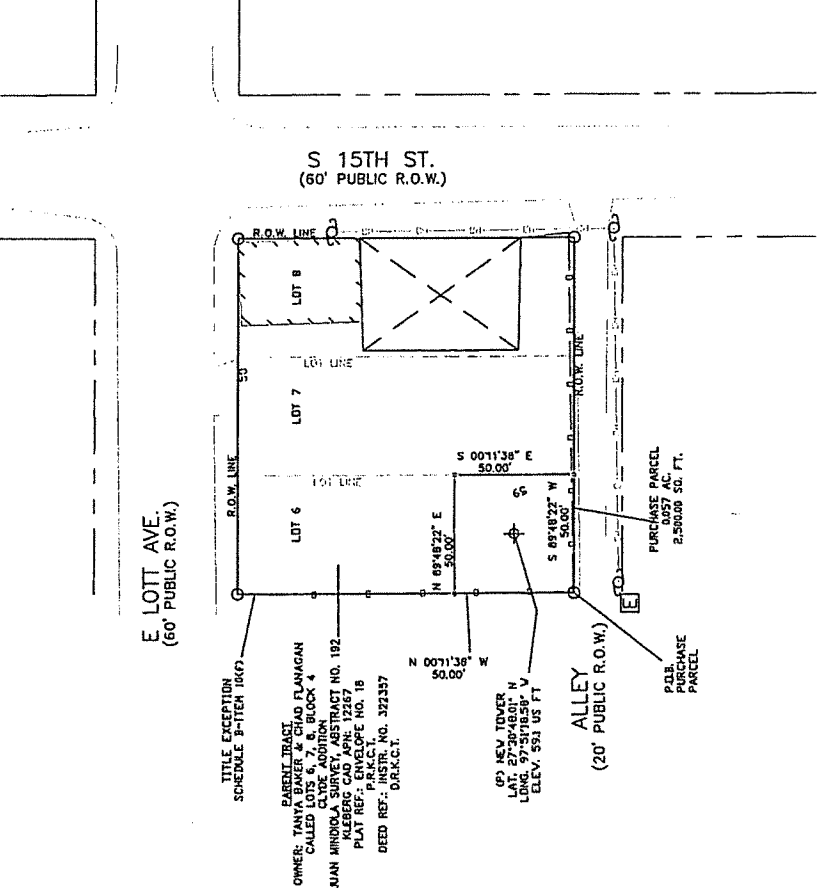 S 15TH ST.
(60' PUBLIC R.O.W.)
R.O.W. LINE
LOT 8
LOT LINE
R.O.W. LINE
LOT 7
R.O.W. LINE
S 00°11'38" E
50.00'
LOT LINE
59
LOT 6
N 89°48'22" E
50.00'
S 89°48'22" W
50.00'
PURCHASE PARCEL
0.057 AC.
2,500.00 SQ. FT.
E LOTT AVE.
(60' PUBLIC R.O.W.)
E
N 00°11'38" W
50.00'
ALLEY
(20' PUBLIC R.O.W.)
P.O.B.
PURCHASE
PARCEL
TITLE EXCEPTION
SCHEDULE B-ITEM 10(F)
PARENT TRACT
OWNER: TANYA BAKER & CHAD FLANAGAN
CALLED LOTS 6, 7, 8, BLOCK 4
CLYDE ADDITION
JUAN MINDIOLA SURVEY, ABSTRACT NO. 192
KLEBERG CAD APN: 12267
PLAT REF.: ENVELOPE NO. 18
P.R.K.C.T.
DEED REF.: INSTR. NO. 322357
D.R.K.C.T.
(P) NEW TOWER
LAT. 27°30'48.01" N
LONG. 97°51'18.58" W
ELEV. 59.1 US FT